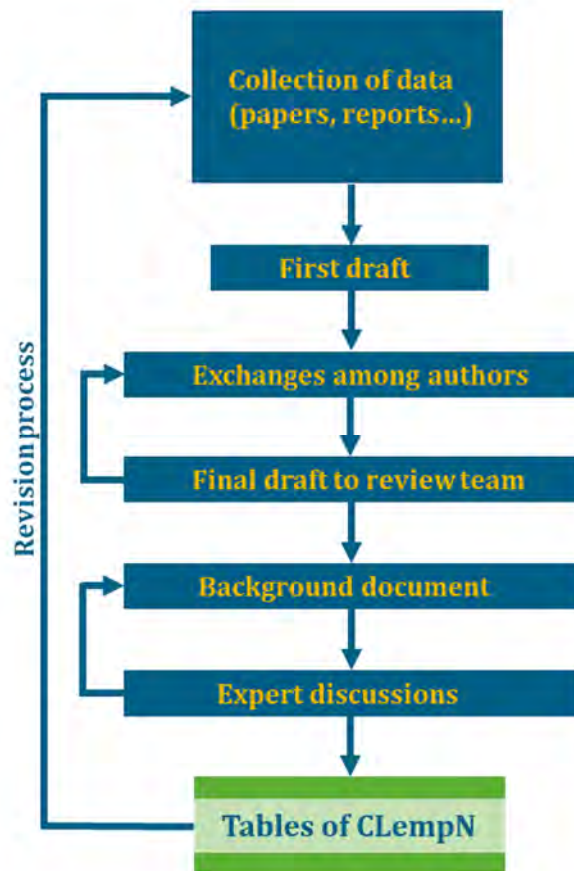 Collection of data
(papers, reports...)
First draft
Exchanges among authors
Final draft to review team
Background document
Expert discussions
Tables of CLempN
Revision process